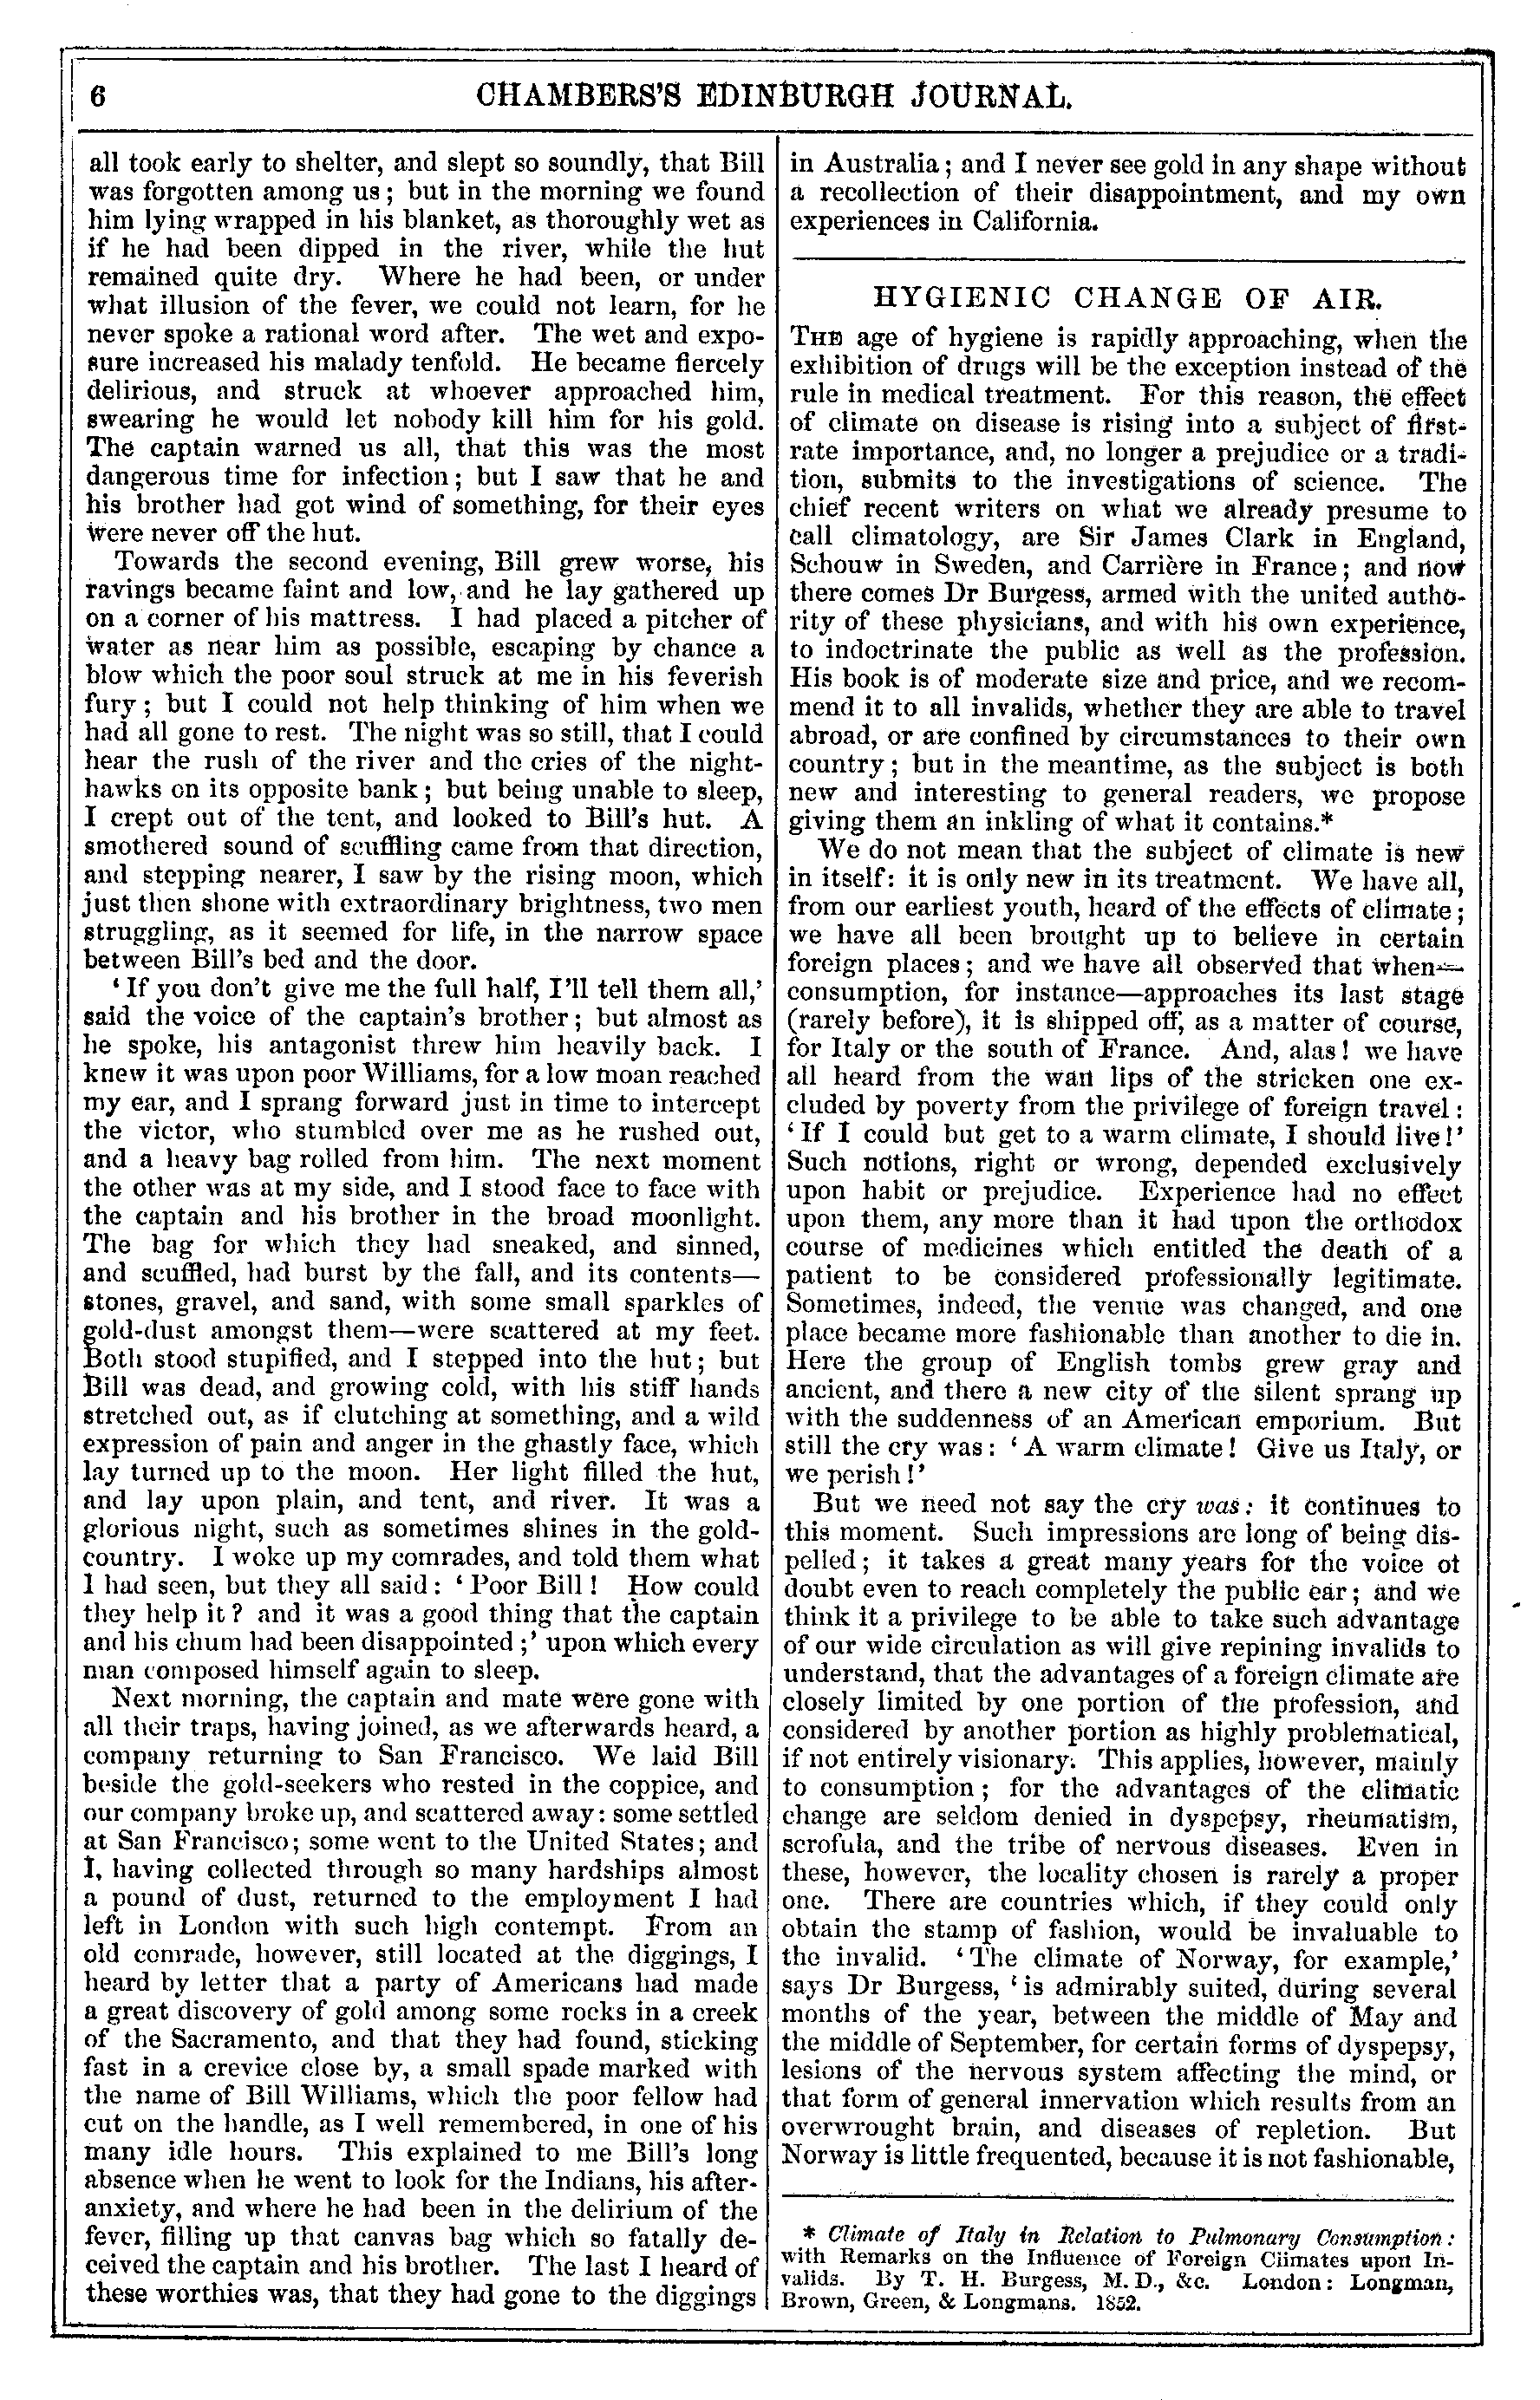 6
CHAMBERS'S EDINBURGH JOURNAL.
all took early to shelter, and slept so soundly, that Bill
was forgotten among us; but in the morning we found
him lying wrapped in his blanket, as thoroughly wet as
if he had been dipped in the river, while the hut
remained quite dry. Where he had been, or under
what illusion of the fever, we could not learn, for he
never spoke a rational word after. The wet and expo-
sure increased his malady tenfold. He became fiercely
delirious, and struck at whoever approached him,
swearing he would let nobody kill him for his gold.
The captain warned us all, that this was the most
dangerous time for infection; but I saw that he and
his brother had got wind of something, for their eyes
were never off the hut.
Towards the second evening, Bill grew worse, his
ravings became faint and low, and he lay gathered up
on a corner of his mattress. I had placed a pitcher of
water as near him as possible, escaping by chance a
blow which the poor soul struck at me in his feverish
fury; but I could not help thinking of him when we
had all gone to rest. The night was so still, that I could
hear the rush of the river and the cries of the night-
hawks on its opposite bank; but being unable to sleep,
I crept out of the tent, and looked to Bill's hut. A
smothered sound of scuffling came from that direction,
and stepping nearer, I saw by the rising moon, which
just then shone with extraordinary brightness, two men
struggling, as it seemed for life, in the narrow space
between Bill's bed and the door.
'If you don't give me the full half, I'll tell them all,'
said the voice of the captain's brother; but almost as
he spoke, his antagonist threw him heavily back. I
knew it was upon poor Williams, for a low moan reached
my ear, and I sprang forward just in time to intercept
the victor, who stumbled over me as he rushed out,
and a heavy bag rolled from him. The next moment
the other was at my side, and I stood face to face with
the captain and his brother in the broad moonlight.
The bag for which they had sneaked, and sinned,
and scuffled, had burst by the fall, and its contents—
stones, gravel, and sand, with some small sparkles of
gold-dust amongst them—were scattered at my feet.
Both stood stupified, and I stepped into the hut; but
Bill was dead, and growing cold, with his stiff hands
stretched out, as if clutching at something, and a wild
expression of pain and anger in the ghastly face, which
lay turned up to the moon. Her light filled the hut,
and lay upon plain, and tent, and river. It was a
glorious night, such as sometimes shines in the gold-
country. I woke up my comrades, and told them what
I had seen, but they all said: 'Poor Bill! How could
they help it? and it was a good thing that the captain
and his chum had been disappointed;' upon which every
man composed himself again to sleep.
Next morning, the captain and mate were gone with
all their traps, having joined, as we afterwards heard, a
company returning to San Francisco. We laid Bill
beside the gold-seekers who rested in the coppice, and
our company broke up, and scattered away: some settled
at San Francisco; some went to the United States; and
I, having collected through so many hardships almost
a pound of dust, returned to the employment I had
left in London with such high contempt. From an
old comrade, however, still located at the diggings, I
heard by letter that a party of Americans had made
a great discovery of gold among some rocks in a creek
of the Sacramento, and that they had found, sticking
fast in a crevice close by, a small spade marked with
the name of Bill Williams, which the poor fellow had
cut on the handle, as I well remembered, in one of his
many idle hours. This explained to me Bill's long
absence when he went to look for the Indians, his after-
anxiety, and where he had been in the delirium of the
fever, filling up that canvas bag which so fatally de-
ceived the captain and his brother. The last I heard of
these worthies was, that they had gone to the diggings
in Australia; and I never see gold in any shape without
a recollection of their disappointment, and my own
experiences in California.
HYGIENIC CHANGE OF AIR.
THE age of hygiene is rapidly approaching, when the
exhibition of drugs will be the exception instead of the
rule in medical treatment. For this reason, the effect
of climate on disease is rising into a subject of first-
rate importance, and, no longer a prejudice or a tradi-
tion, submits to the investigations of science. The
chief recent writers on what we already presume to
call climatology, are Sir James Clark in England,
Schouw in Sweden, and Carrière in France; and now
there comes Dr Burgess, armed with the united autho-
rity of these physicians, and with his own experience,
to indoctrinate the public as well as the profession.
His book is of moderate size and price, and we recom-
mend it to all invalids, whether they are able to travel
abroad, or are confined by circumstances to their own
country; but in the meantime, as the subject is both
new and interesting to general readers, we propose
giving them an inkling of what it contains.*
We do not mean that the subject of climate is new
in itself: it is only new in its treatment. We have all,
from our earliest youth, heard of the effects of climate;
we have all been brought up to believe in certain
foreign places; and we have all observed that when—
consumption, for instance—approaches its last stage
(rarely before), it is shipped off, as a matter of course,
for Italy or the south of France. And, alas! we have
all heard from the wan lips of the stricken one ex-
cluded by poverty from the privilege of foreign travel:
'If I could but get to a warm climate, I should live!'
Such notions, right or wrong, depended exclusively
upon habit or prejudice. Experience had no effect
upon them, any more than it had upon the orthodox
course of medicines which entitled the death of a
patient to be considered professionally legitimate.
Sometimes, indeed, the venue was changed, and one
place became more fashionable than another to die in.
Here the group of English tombs grew gray and
ancient, and there a new city of the silent sprang up
with the suddenness of an American emporium. But
still the cry was: 'A warm climate! Give us Italy, or
we perish!'
But we need not say the cry was: it continues to
this moment. Such impressions are long of being dis-
pelled; it takes a great many years for the voice of
doubt even to reach completely the public ear; and we
think it a privilege to be able to take such advantage
of our wide circulation as will give repining invalids to
understand, that the advantages of a foreign climate are
closely limited by one portion of the profession, and
considered by another portion as highly problematical,
if not entirely visionary. This applies, however, mainly
to consumption; for the advantages of the climatic
change are seldom denied in dyspepsy, rheumatism,
scrofula, and the tribe of nervous diseases. Even in
these, however, the locality chosen is rarely a proper
one. There are countries which, if they could only
obtain the stamp of fashion, would be invaluable to
the invalid. 'The climate of Norway, for example,'
says Dr Burgess, 'is admirably suited, during several
months of the year, between the middle of May and
the middle of September, for certain forms of dyspepsy,
lesions of the nervous system affecting the mind, or
that form of general innervation which results from an
overwrought brain, and diseases of repletion. But
Norway is little frequented, because it is not fashionable,
* Climate of Italy in Relation to Pulmonary Consumption:
with Remarks on the Influence of Foreign Climates upon In-
valids. By T. H. Burgess, M. D., &c. London: Longman,
Brown, Green, & Longmans. 1852.